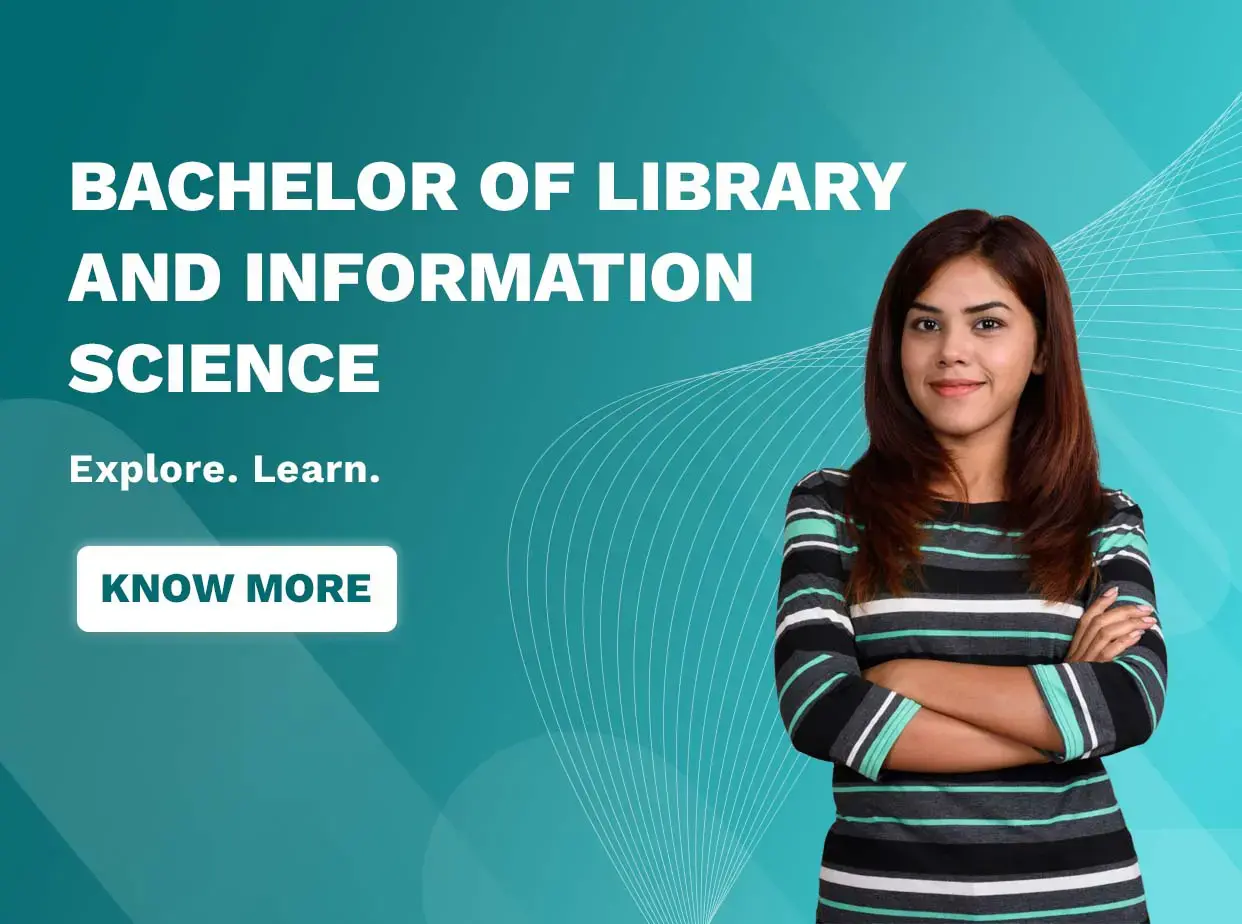 BACHELOR OF LIBRARY
AND INFORMATION
SCIENCE
Explore. Learn.
KNOW MORE